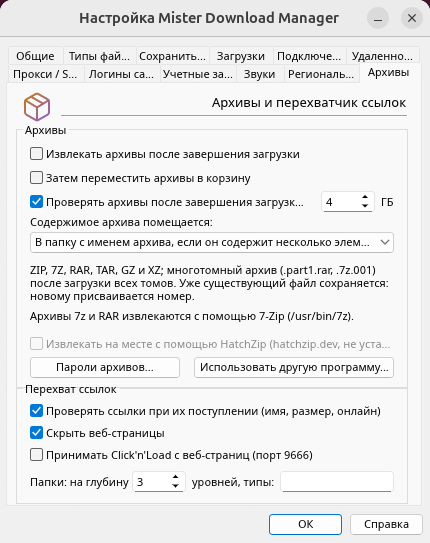 Настройка Mister Download Manager
Общие
Типы фай...
Сохранить...
Загрузки
Подключе...
Удаленно...
Прокси / S...
Логины са...
Учетные за...
Звуки
Региональ...
Архивы
Архивы и перехватчик ссылок
Архивы
Извлекать архивы после завершения загрузки
Затем переместить архивы в корзину
Проверять архивы после завершения загрузк...
4
ГБ
Содержимое архива помещается:
В папку с именем архива, если он содержит несколько элем...
ZIP, 7Z, RAR, TAR, GZ и XZ; многотомный архив (.part1.rar, .7z.001)
после загрузки всех томов. Уже существующий файл сохраняется:
новому присваивается номер.
Архивы 7z и RAR извлекаются с помощью 7-Zip (/usr/bin/7z).
Извлекать на месте с помощью HatchZip (hatchzip.dev, не уста...
Пароли архивов...
Использовать другую программу...
Перехват ссылок
Проверять ссылки при их поступлении (имя, размер, онлайн)
Скрыть веб-страницы
Принимать Click'n'Load с веб-страниц (порт 9666)
Папки: на глубину
3
уровней, типы:
ОК
Справка